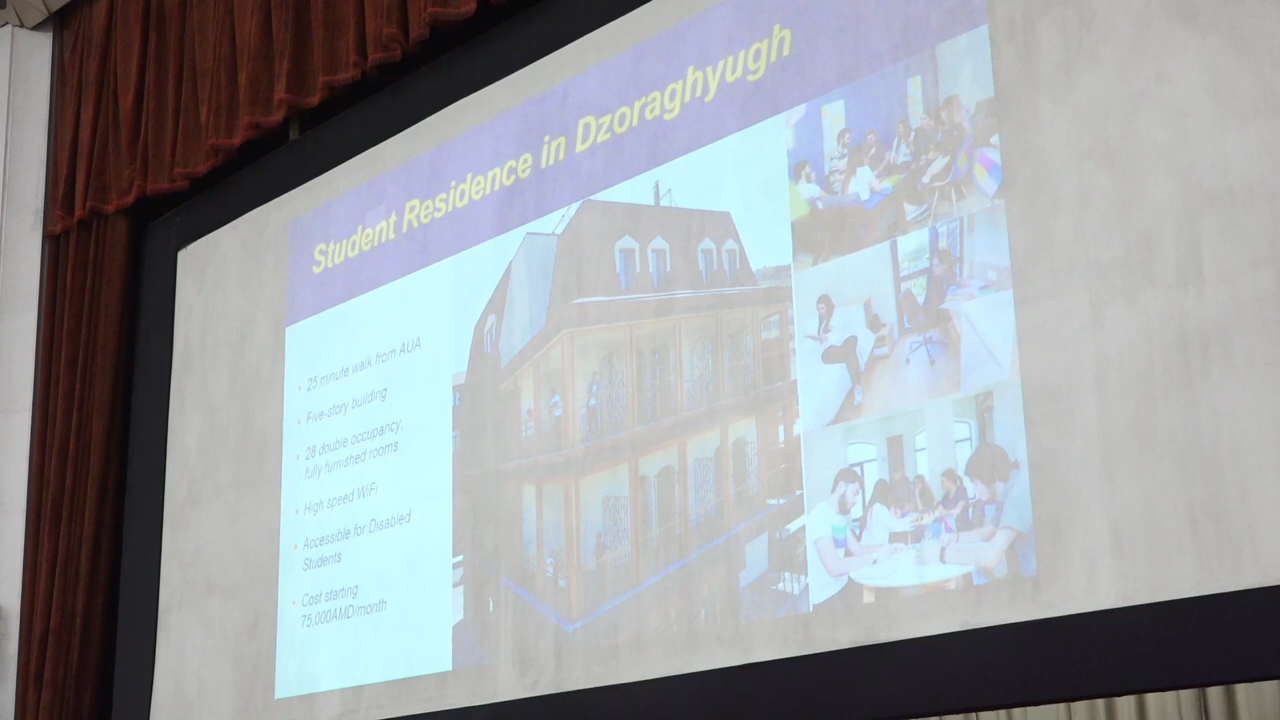 Student Residence in Dzoraghyugh
• 25 minute walk from AUA
• Five-story building
• 28 double occupancy,
fully furnished rooms
• High speed WiFi
• Accessible for Disabled
Students
• Cost starting
75,000AMD/month